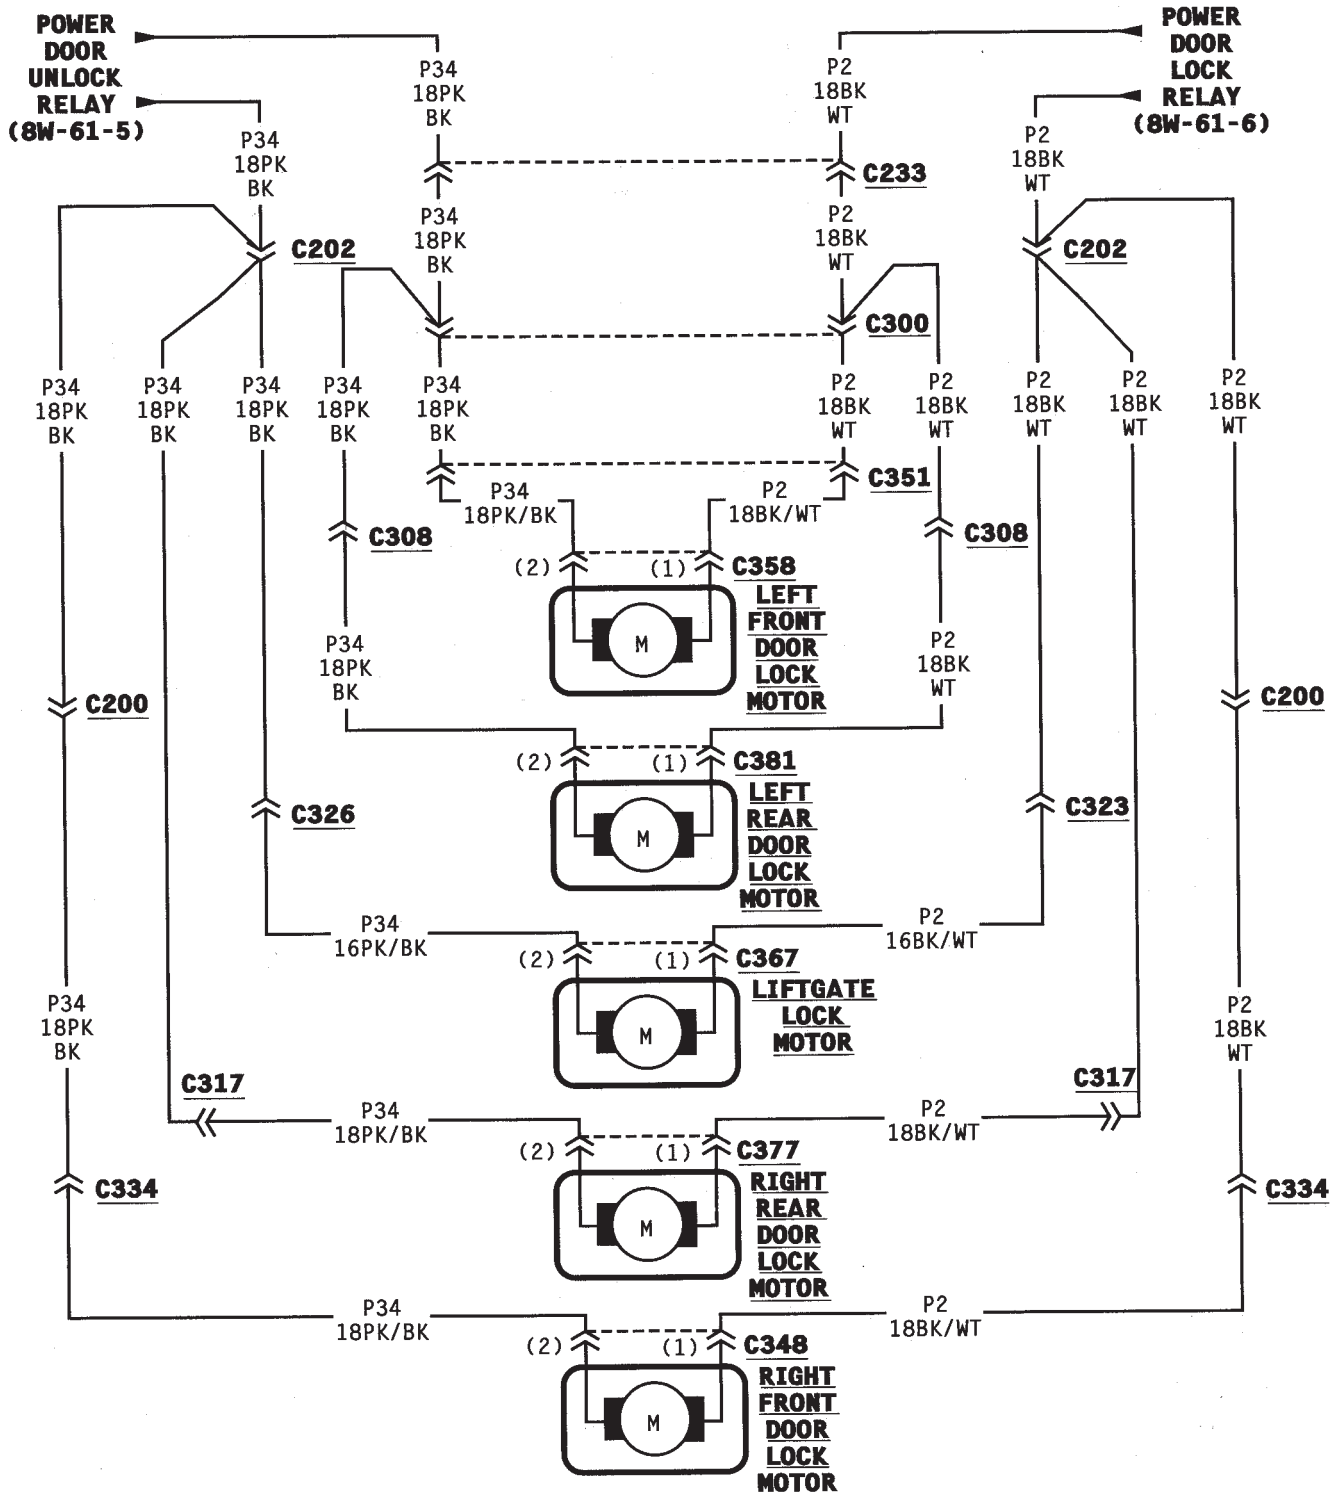 POWER
DOOR
UNLOCK
RELAY
(8W-61-5)
POWER
DOOR
LOCK
RELAY
(8W-61-6)
P34
18PK
BK
P2
18BK
WT
P34
18PK
BK
P2
18BK
WT
C233
P34
18PK
BK
P2
18BK
WT
C202
C202
C300
P34
18PK
BK
P34
18PK
BK
P34
18PK
BK
P34
18PK
BK
P34
18PK
BK
P2
18BK
WT
P2
18BK
WT
P2
18BK
WT
P2
18BK
WT
P2
18BK
WT
C351
P34
18PK/BK
P2
18BK/WT
C308
C308
(2)
(1)
C358
LEFT
FRONT
DOOR
LOCK
MOTOR
M
P34
18PK
BK
P2
18BK
WT
C200
C200
(2)
(1)
C381
LEFT
REAR
DOOR
LOCK
MOTOR
M
C326
C323
P34
16PK/BK
P2
16BK/WT
(2)
(1)
C367
LIFTGATE
LOCK
MOTOR
M
P34
18PK
BK
P2
18BK
WT
C317
C317
P34
18PK/BK
P2
18BK/WT
(2)
(1)
C377
RIGHT
REAR
DOOR
LOCK
MOTOR
M
C334
C334
P34
18PK/BK
P2
18BK/WT
(2)
(1)
C348
RIGHT
FRONT
DOOR
LOCK
MOTOR
M